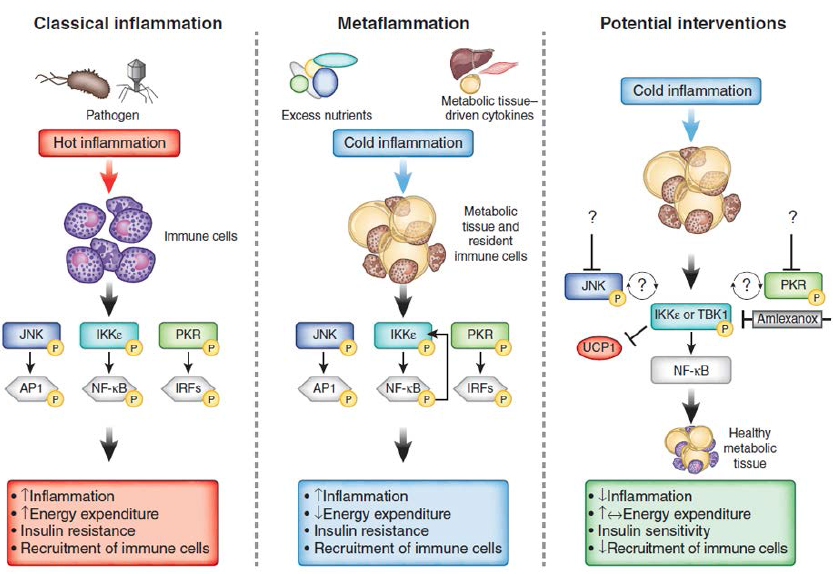 Classical inflammation
Pathogen
Hot inflammation
Immune cells
JNK
P
IKKε
P
PKR
P
AP1
P
NF-κB
P
IRFs
P
• ↑Inflammation
• ↑Energy expenditure
• Insulin resistance
• Recruitment of immune cells
Metaflammation
Excess nutrients
Metabolic tissue–
driven cytokines
Cold inflammation
Metabolic
tissue and
resident
immune cells
JNK
P
IKKε
P
PKR
P
AP1
P
NF-κB
P
IRFs
P
• ↑Inflammation
• ↓Energy expenditure
• Insulin resistance
• Recruitment of immune cells
Potential interventions
Cold inflammation
?
?
JNK
P
?
?
PKR
P
IKKε or TBK1
P
Amlexanox
UCP1
NF-κB
Healthy
metabolic
tissue
• ↓Inflammation
• ↑↔Energy expenditure
• Insulin sensitivity
• ↓Recruitment of immune cells